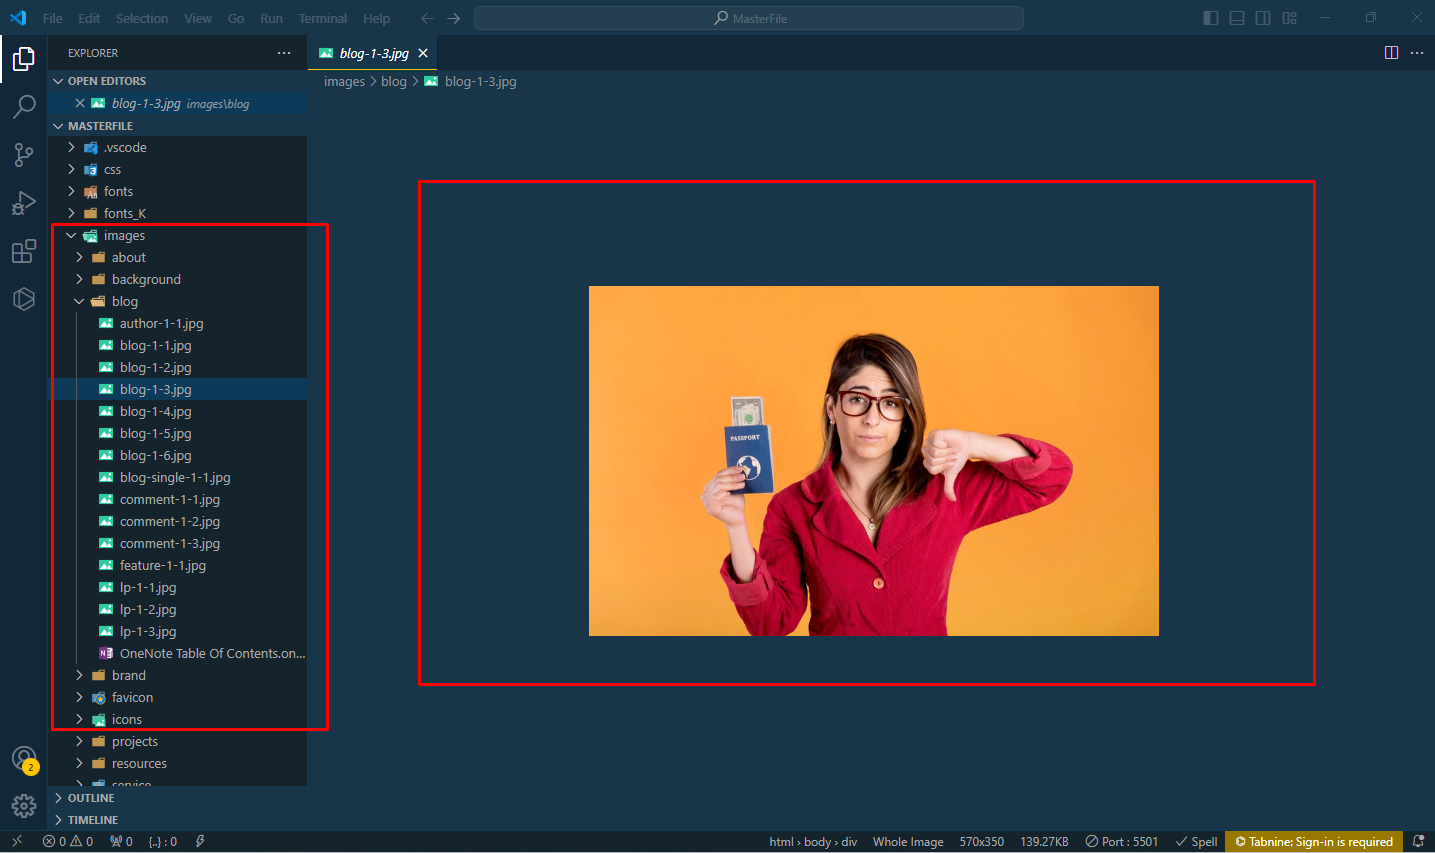 File Edit Selection View Go Run Terminal Help
MasterFile
EXPLORER
OPEN EDITORS
blog-1-3.jpg images\blog
MASTERFILE
.vscode
css
fonts
fonts_K
images
about
background
blog
author-1-1.jpg
blog-1-1.jpg
blog-1-2.jpg
blog-1-3.jpg
blog-1-4.jpg
blog-1-5.jpg
blog-1-6.jpg
blog-single-1-1.jpg
comment-1-1.jpg
comment-1-2.jpg
comment-1-3.jpg
feature-1-1.jpg
lp-1-1.jpg
lp-1-2.jpg
lp-1-3.jpg
OneNote Table Of Contents.on...
brand
favicon
icons
projects
resources
service
OUTLINE
TIMELINE
blog-1-3.jpg
images > blog > blog-1-3.jpg
PASSPORT
2
0 0 0 {..} : 0
html › body › div Whole Image 570x350 139.27KB Port : 5501 Spell Tabnine: Sign-in is required